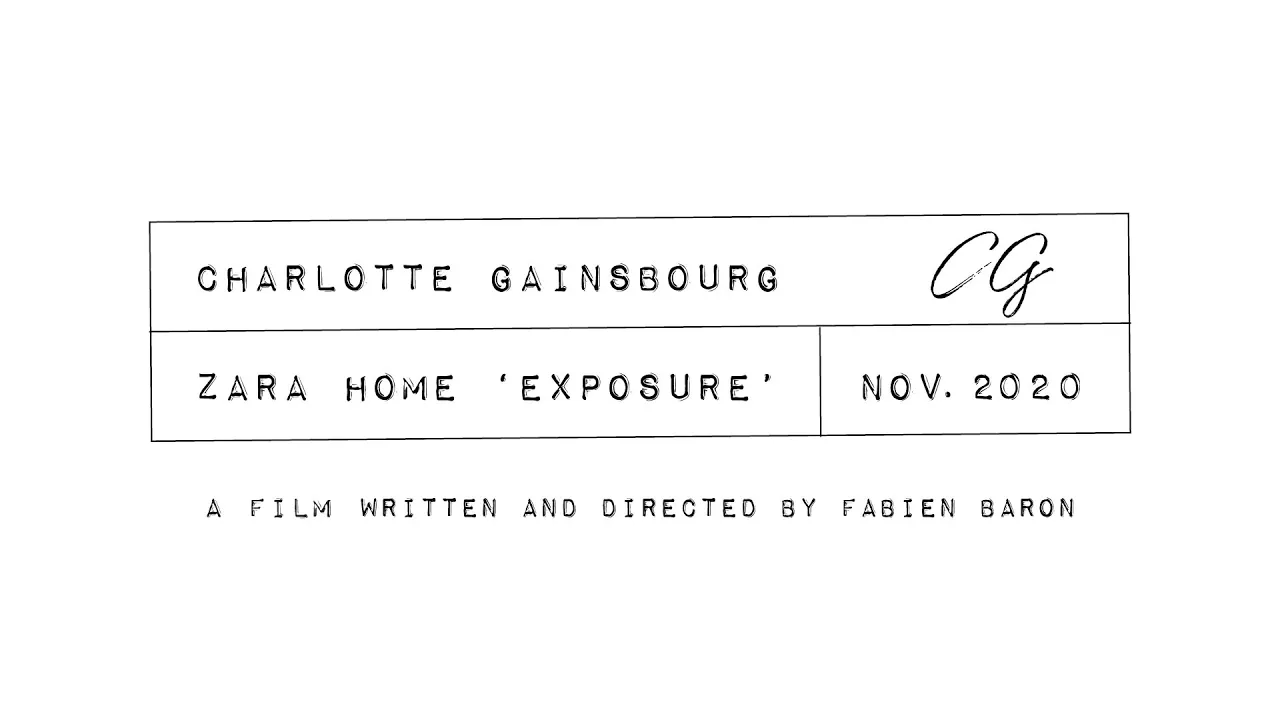 CHARLOTTE GAINSBOURG CG
ZARA HOME ‘EXPOSURE’ NOV. 2020
A FILM WRITTEN AND DIRECTED BY FABIEN BARON